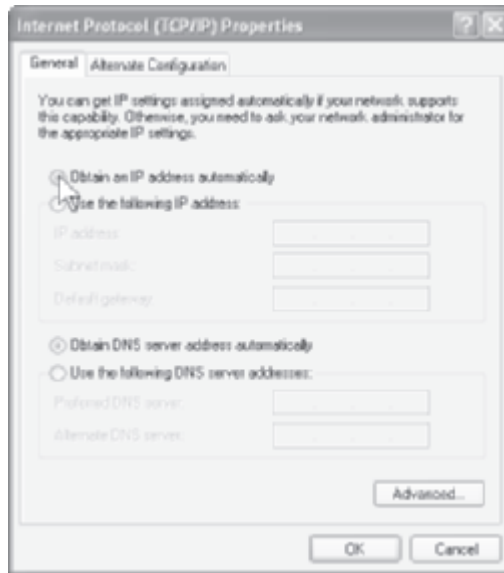 Internet Protocol (TCP/IP) Properties
General
Alternate Configuration
You can get IP settings assigned automatically if your network supports
this capability. Otherwise, you need to ask your network administrator for
the appropriate IP settings.
Obtain an IP address automatically
Use the following IP address:
IP address:
Subnet mask:
Default gateway:
Obtain DNS server address automatically
Use the following DNS server addresses:
Preferred DNS server:
Alternate DNS server:
Advanced...
OK
Cancel